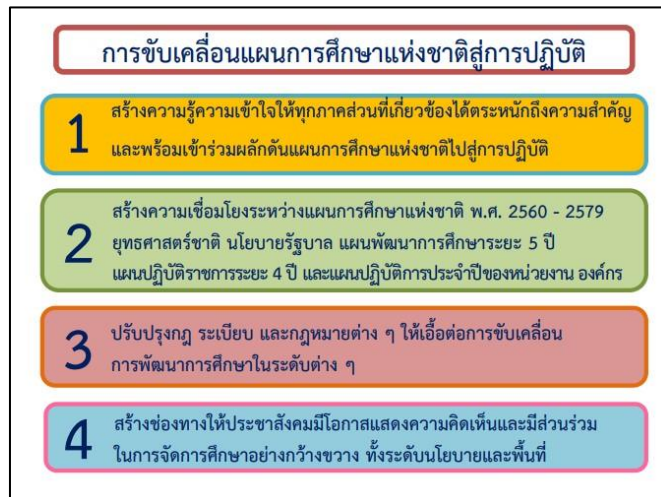 การขับเคลื่อนแผนการศึกษาแห่งชาติสู่การปฏิบัติ
1
สร้างความรู้ความเข้าใจให้ทุกภาคส่วนที่เกี่ยวข้องได้ตระหนักถึงความสำคัญ
และพร้อมเข้าร่วมผลักดันแผนการศึกษาแห่งชาติไปสู่การปฏิบัติ
2
สร้างความเชื่อมโยงระหว่างแผนการศึกษาแห่งชาติ พ.ศ. 2560 - 2579
ยุทธศาสตร์ชาติ นโยบายรัฐบาล แผนพัฒนาการศึกษาระยะ 5 ปี
แผนปฏิบัติราชการระยะ 4 ปี และแผนปฏิบัติการประจำปีของหน่วยงาน องค์กร
3
ปรับปรุงกฎ ระเบียบ และกฎหมายต่าง ๆ ให้เอื้อต่อการขับเคลื่อน
การพัฒนาการศึกษาในระดับต่าง ๆ
4
สร้างช่องทางให้ประชาสังคมมีโอกาสแสดงความคิดเห็นและมีส่วนร่วม
ในการจัดการศึกษาอย่างกว้างขวาง ทั้งระดับนโยบายและพื้นที่